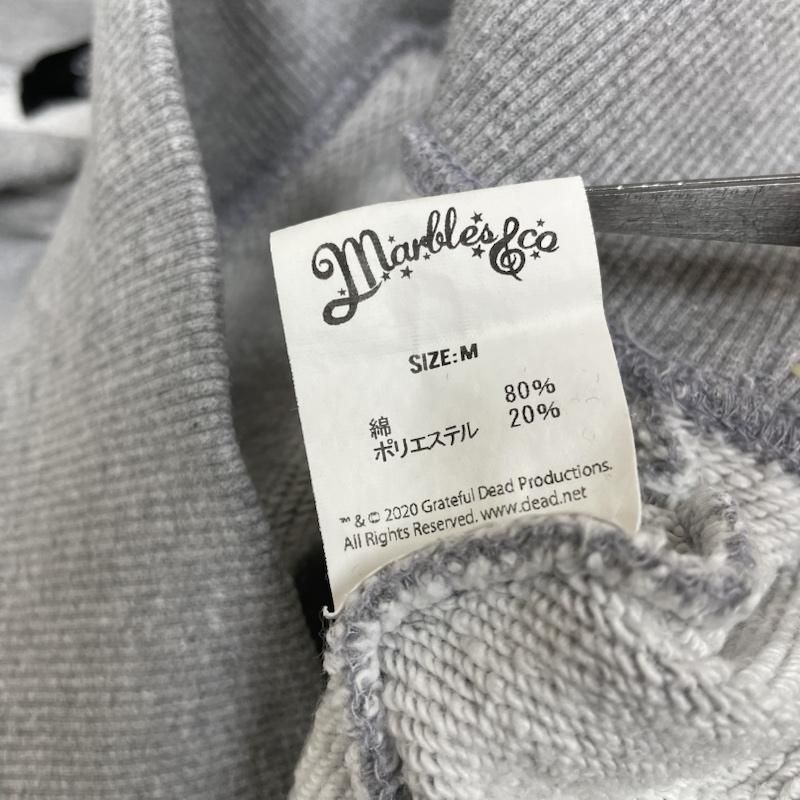 Marbles&co
SIZE:M
綿 80%
ポリエステル 20%
™ & © 2020 Grateful Dead Productions.
All Rights Reserved. www.dead.net